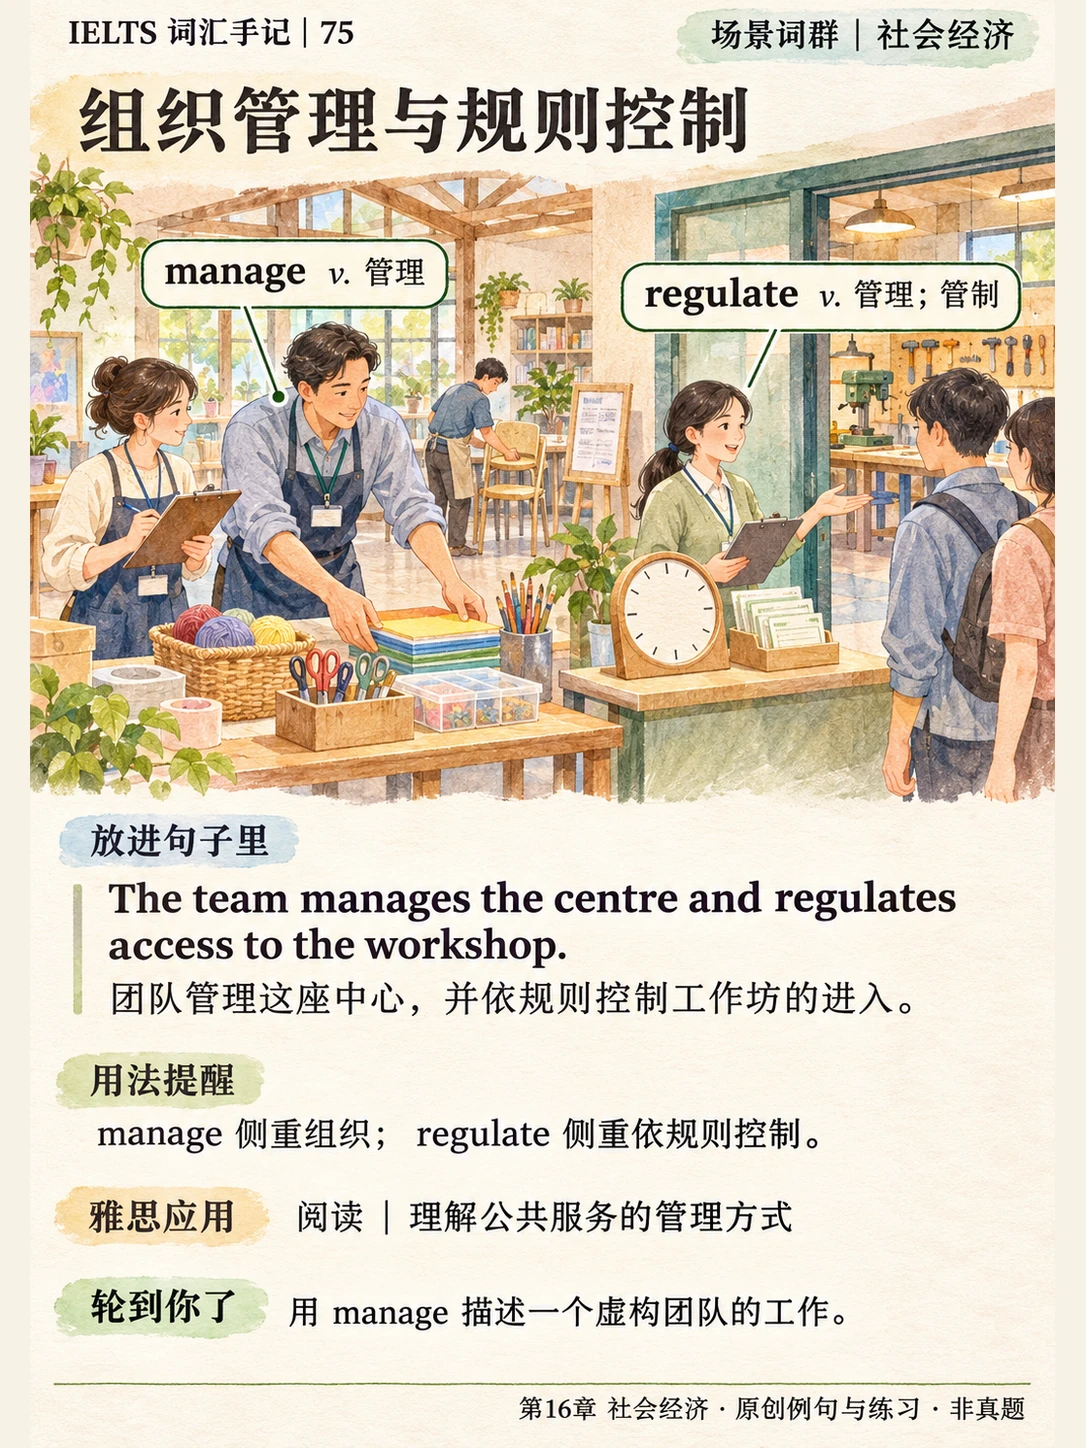 IELTS 词汇手记 | 75
场景词群 | 社会经济
组织管理与规则控制
manage v. 管理
regulate v. 管理；管制
放进句子里
The team manages the centre and regulates
access to the workshop.
团队管理这座中心，并依规则控制工作坊的进入。
用法提醒
manage 侧重组织； regulate 侧重依规则控制。
雅思应用 阅读 | 理解公共服务的管理方式
轮到你了 用 manage 描述一个虚构团队的工作。
第16章 社会经济 · 原创例句与练习 · 非真题